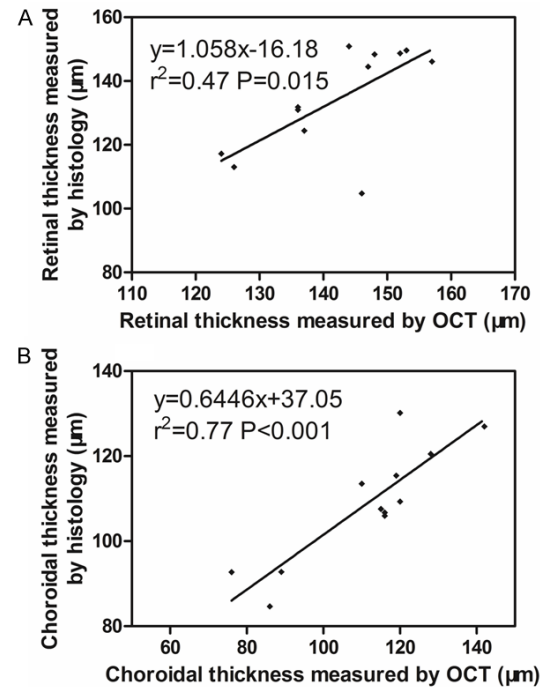 A
Retinal thickness measured
by histology (µm)
160
140
120
100
80
y=1.058x-16.18
r²=0.47 P=0.015
110 120 130 140 150 160 170
Retinal thickness measured by OCT (µm)
B
Choroidal thickness measured
by histology (µm)
140
120
100
80
y=0.6446x+37.05
r²=0.77 P<0.001
60 80 100 120 140
Choroidal thickness measured by OCT (µm)